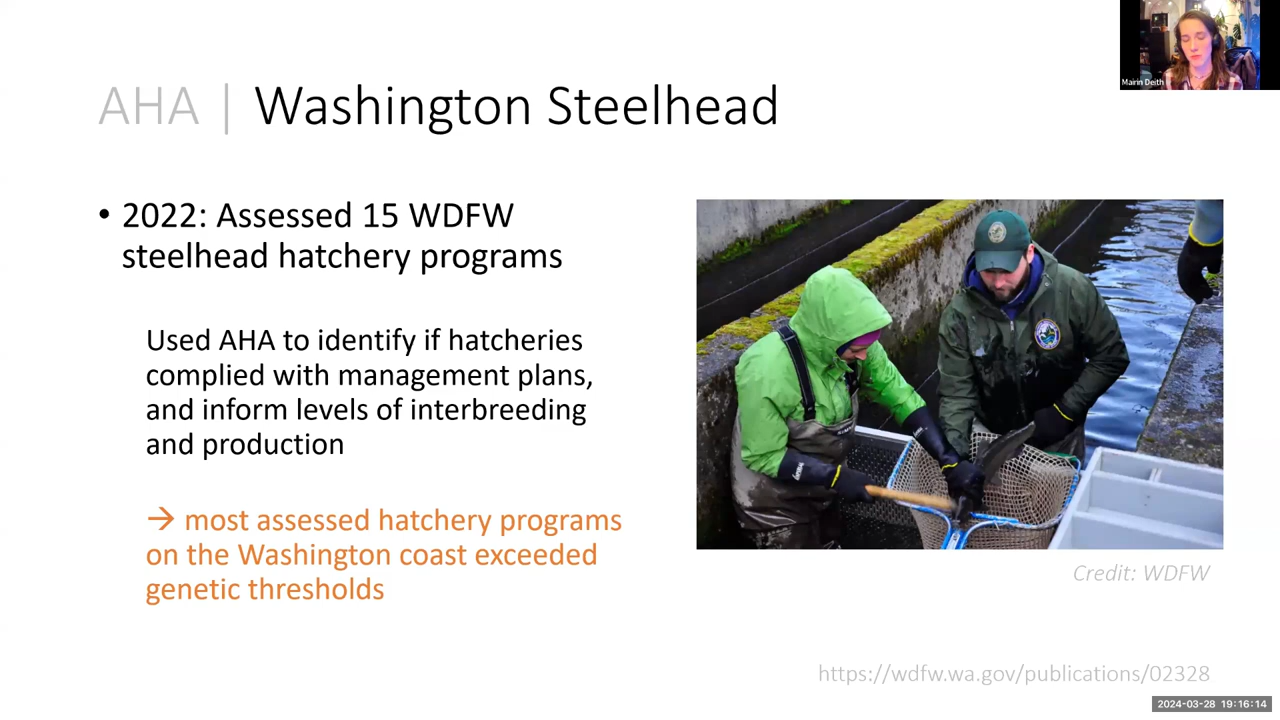 Mairin Deith
AHA | Washington Steelhead
• 2022: Assessed 15 WDFW
steelhead hatchery programs
Used AHA to identify if hatcheries
complied with management plans,
and inform levels of interbreeding
and production
→ most assessed hatchery programs
on the Washington coast exceeded
genetic thresholds
Credit: WDFW
https://wdfw.wa.gov/publications/02328
2024-03-28 19:16:14